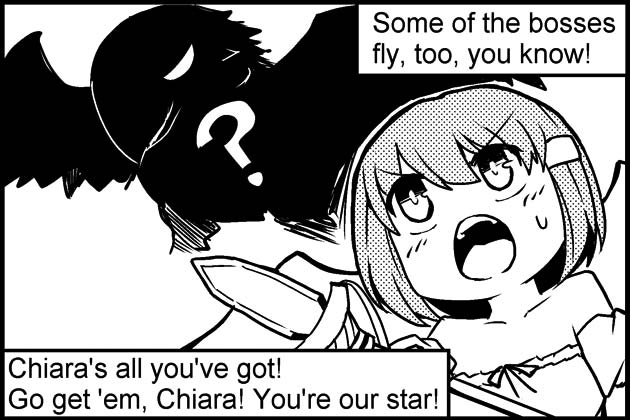 Some of the bosses
fly, too, you know!
?
Chiara's all you've got!
Go get 'em, Chiara! You're our star!